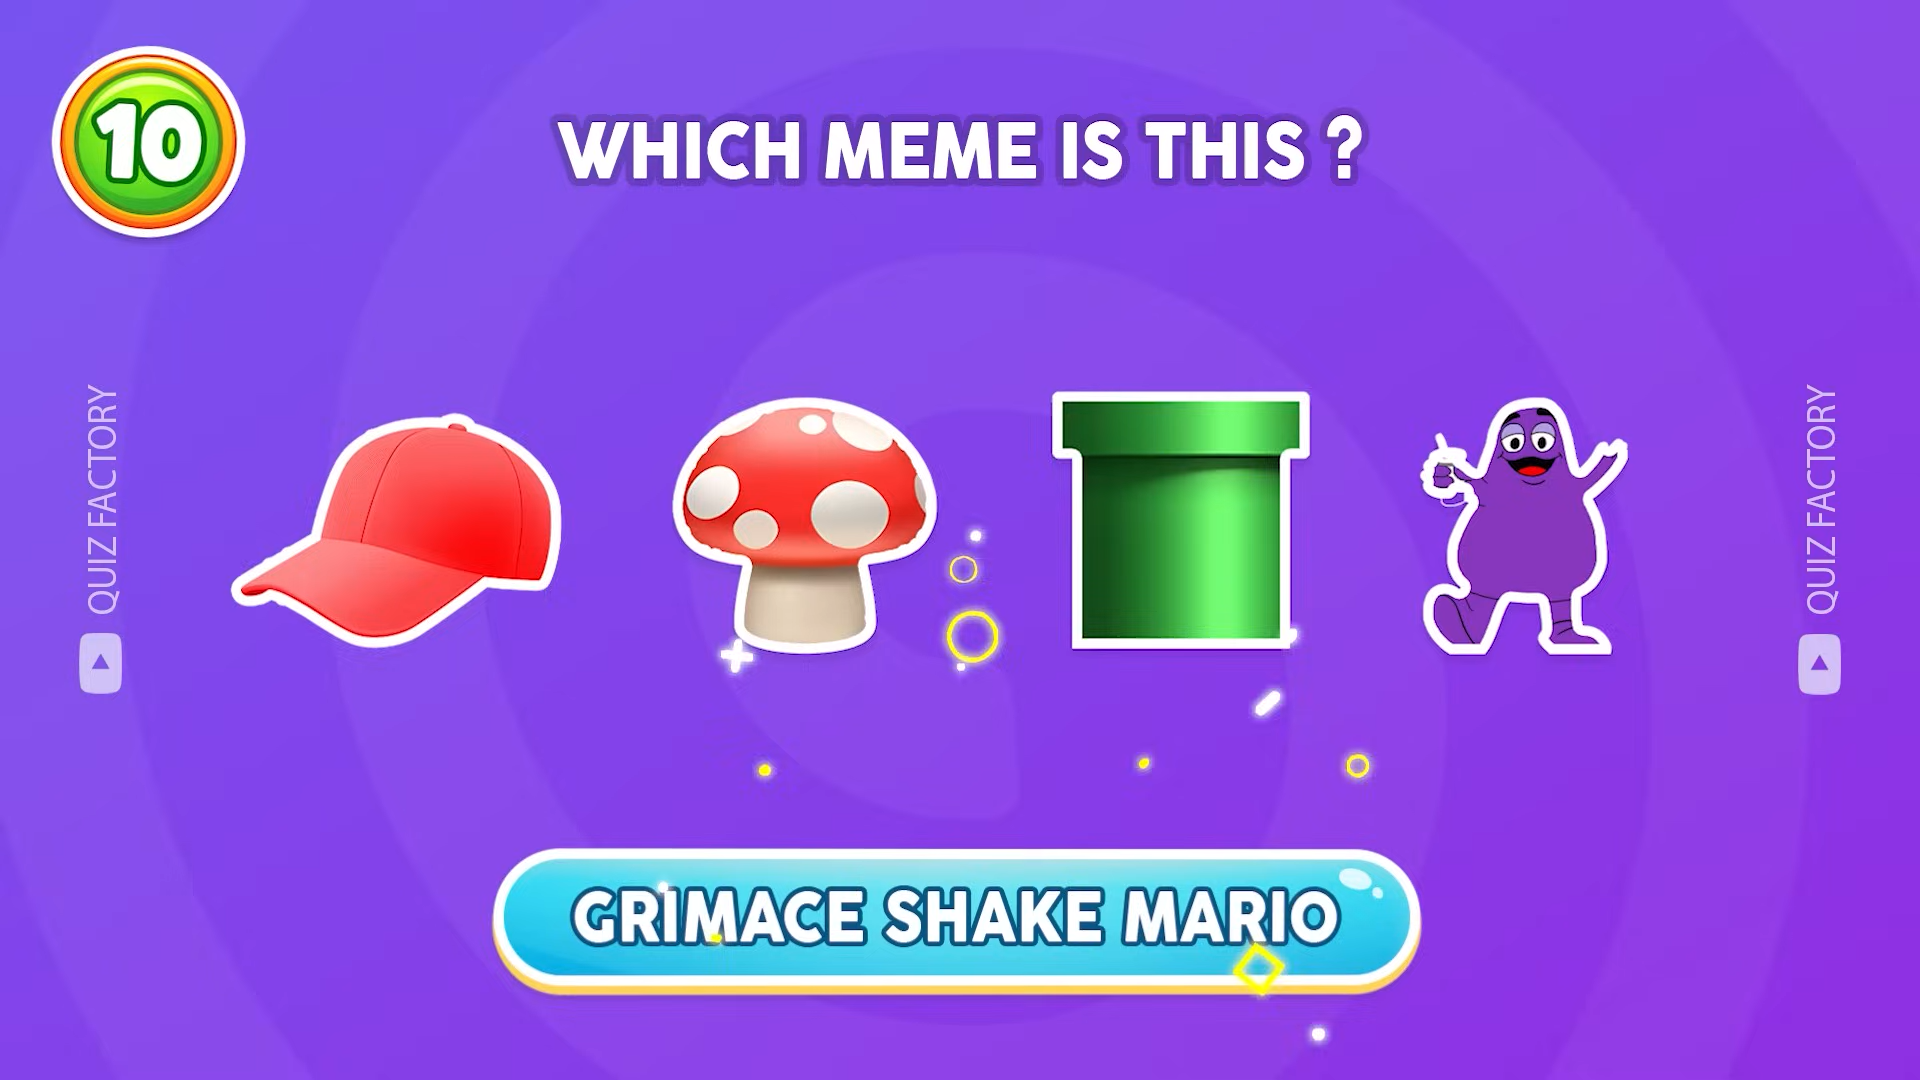 10
WHICH MEME IS THIS ?
QUIZ FACTORY
QUIZ FACTORY
GRIMACE SHAKE MARIO